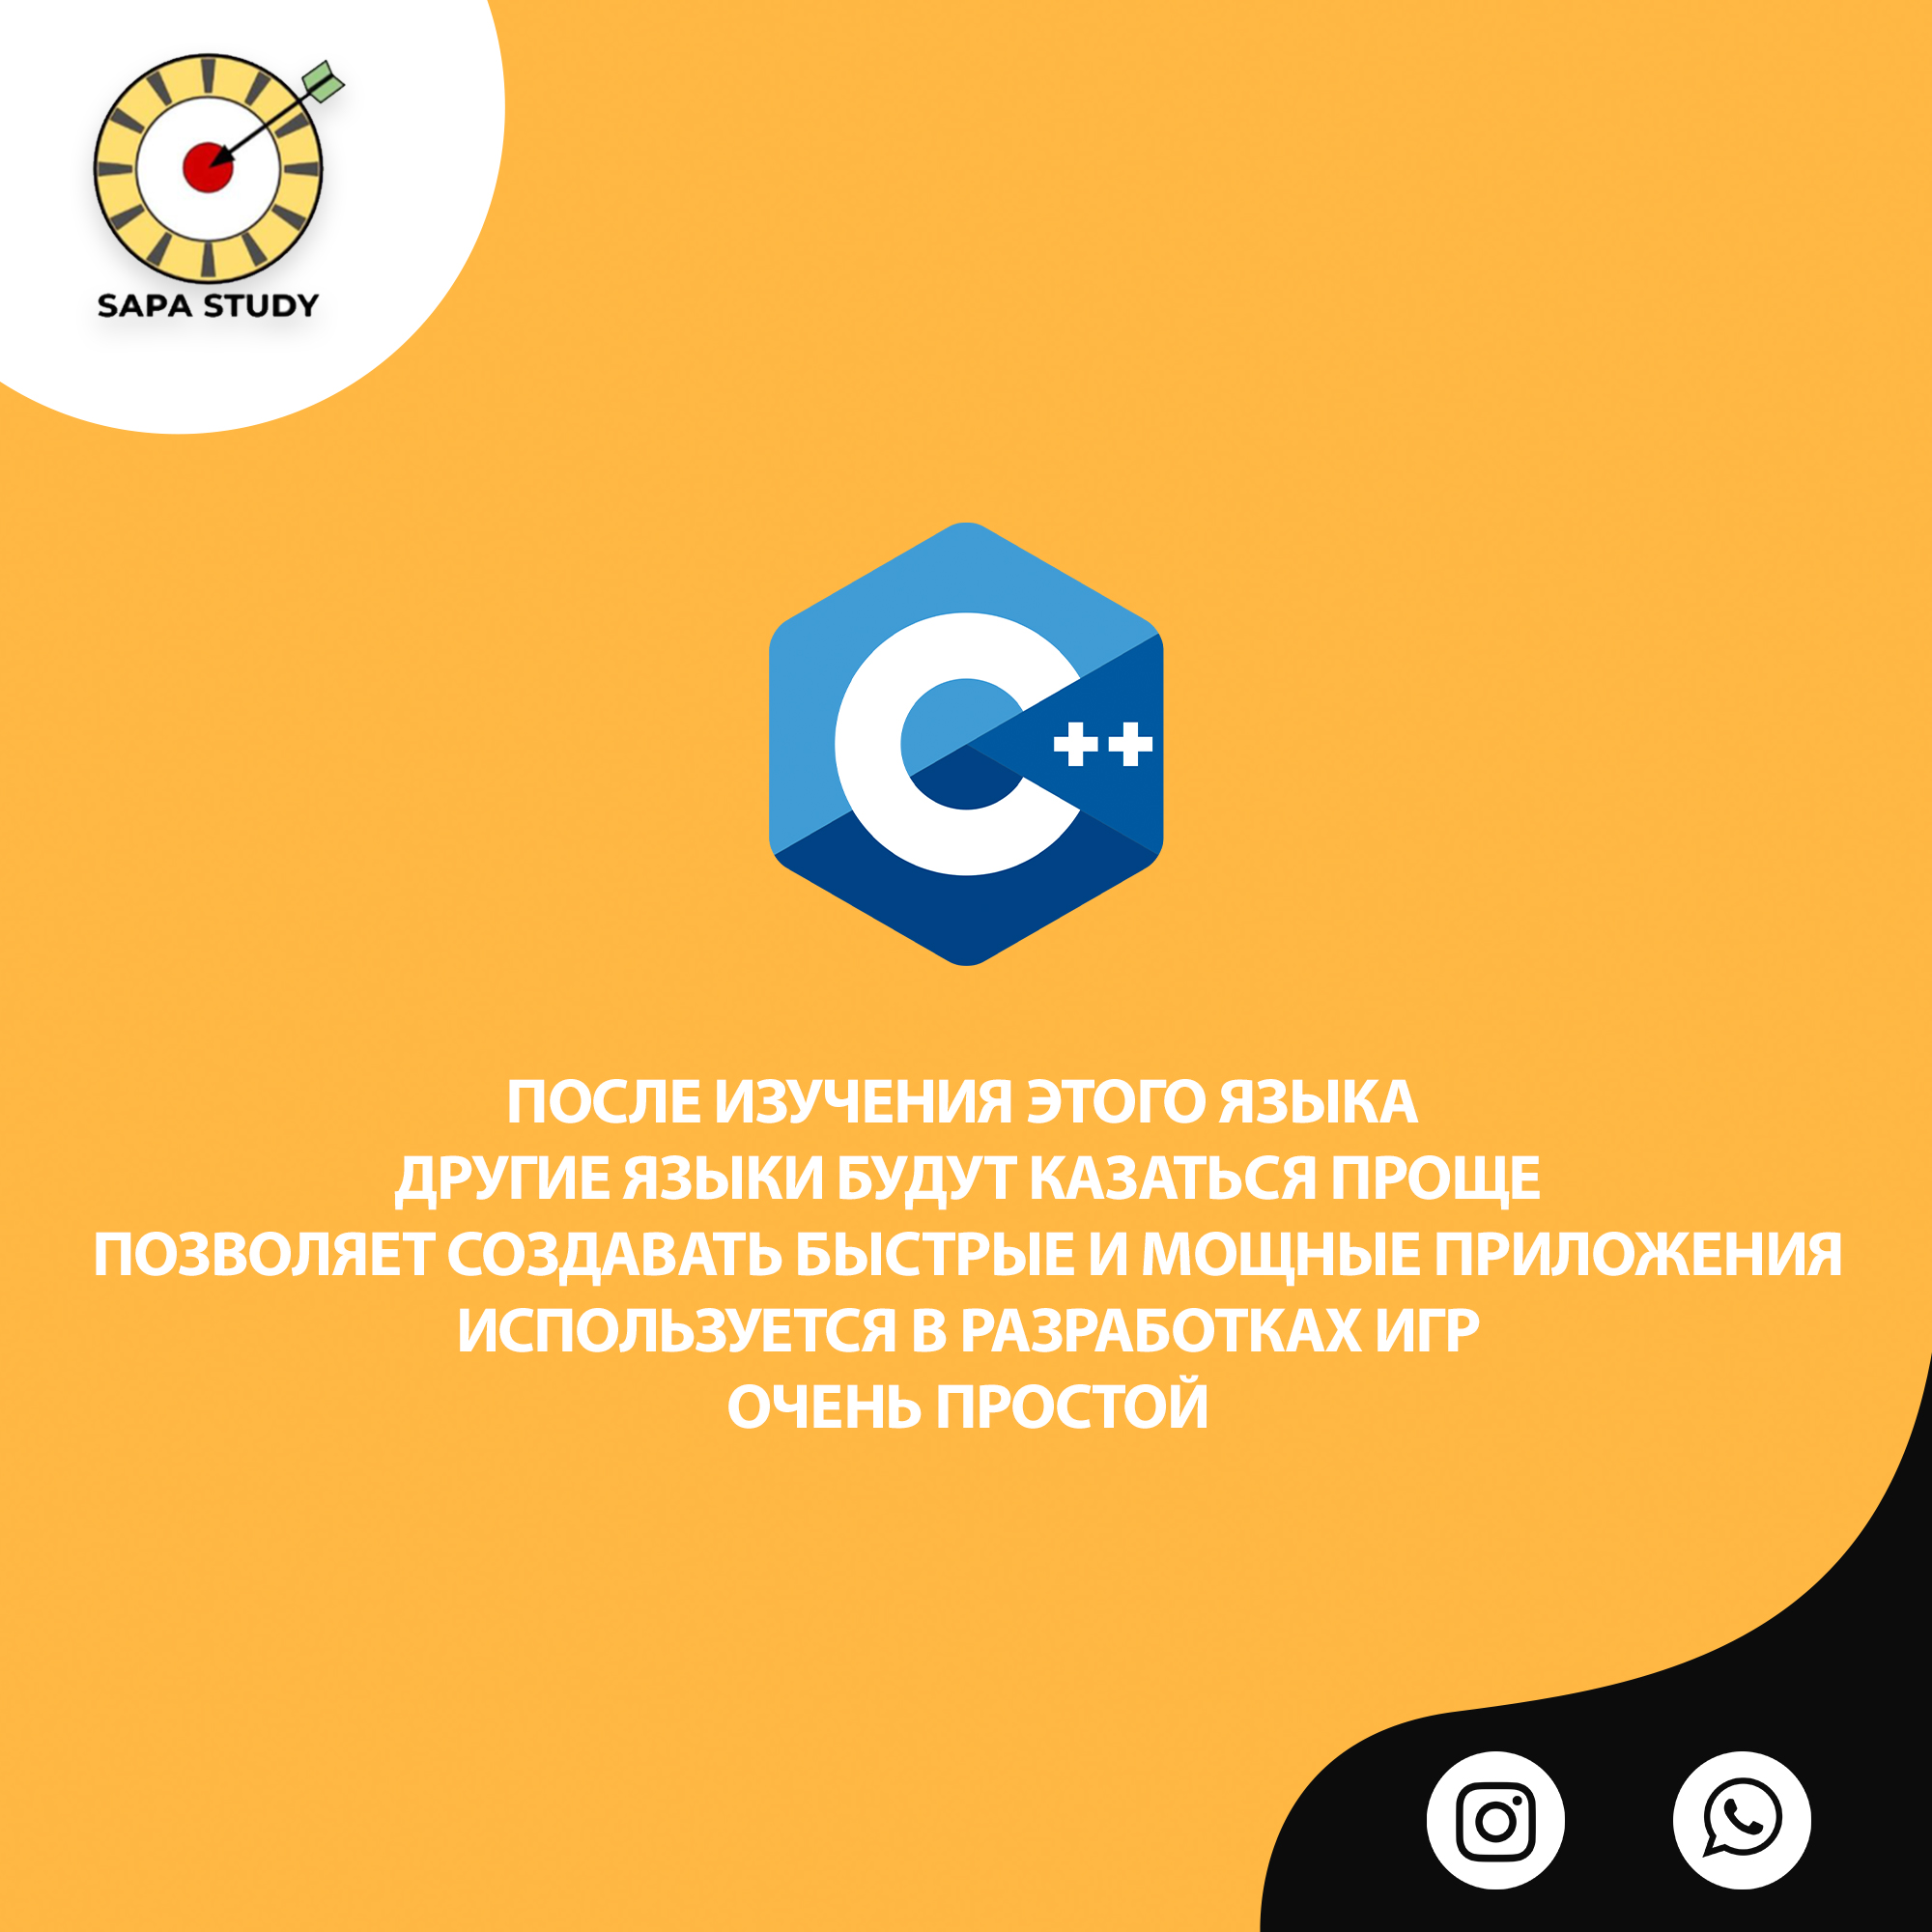 SAPA STUDY
C++
ПОСЛЕ ИЗУЧЕНИЯ ЭТОГО ЯЗЫКА
ДРУГИЕ ЯЗЫКИ БУДУТ КАЗАТЬСЯ ПРОЩЕ
ПОЗВОЛЯЕТ СОЗДАВАТЬ БЫСТРЫЕ И МОЩНЫЕ ПРИЛОЖЕНИЯ
ИСПОЛЬЗУЕТСЯ В РАЗРАБОТКАХ ИГР
ОЧЕНЬ ПРОСТОЙ